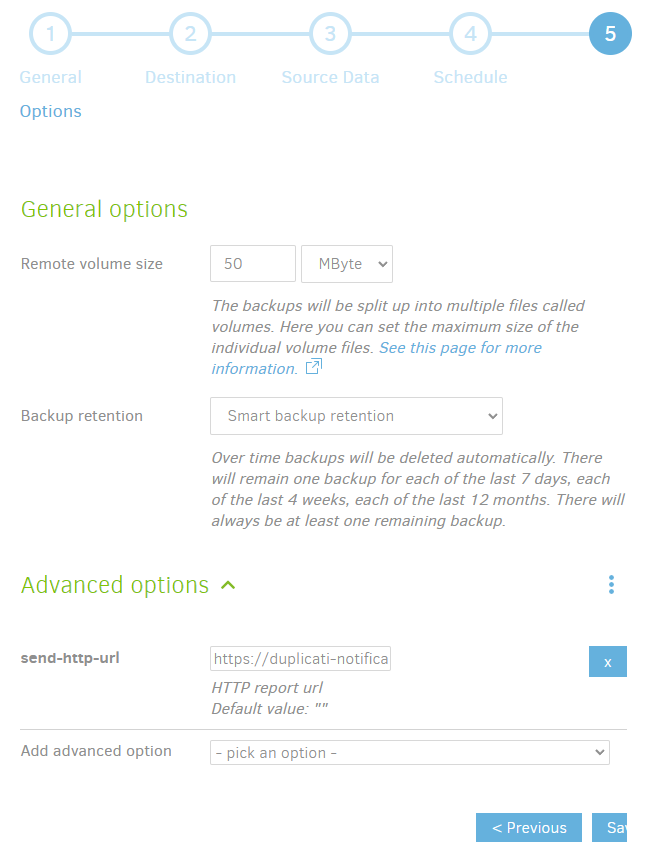 1 2 3 4 5
General Destination Source Data Schedule
Options
General options
Remote volume size 50 MByte
The backups will be split up into multiple files called
volumes. Here you can set the maximum size of the
individual volume files. See this page for more
information.
Backup retention Smart backup retention
Over time backups will be deleted automatically. There
will remain one backup for each of the last 7 days, each
of the last 4 weeks, each of the last 12 months. There will
always be at least one remaining backup.
Advanced options
send-http-url https://duplicati-notifica x
HTTP report url
Default value: ""
Add advanced option - pick an option -
< Previous